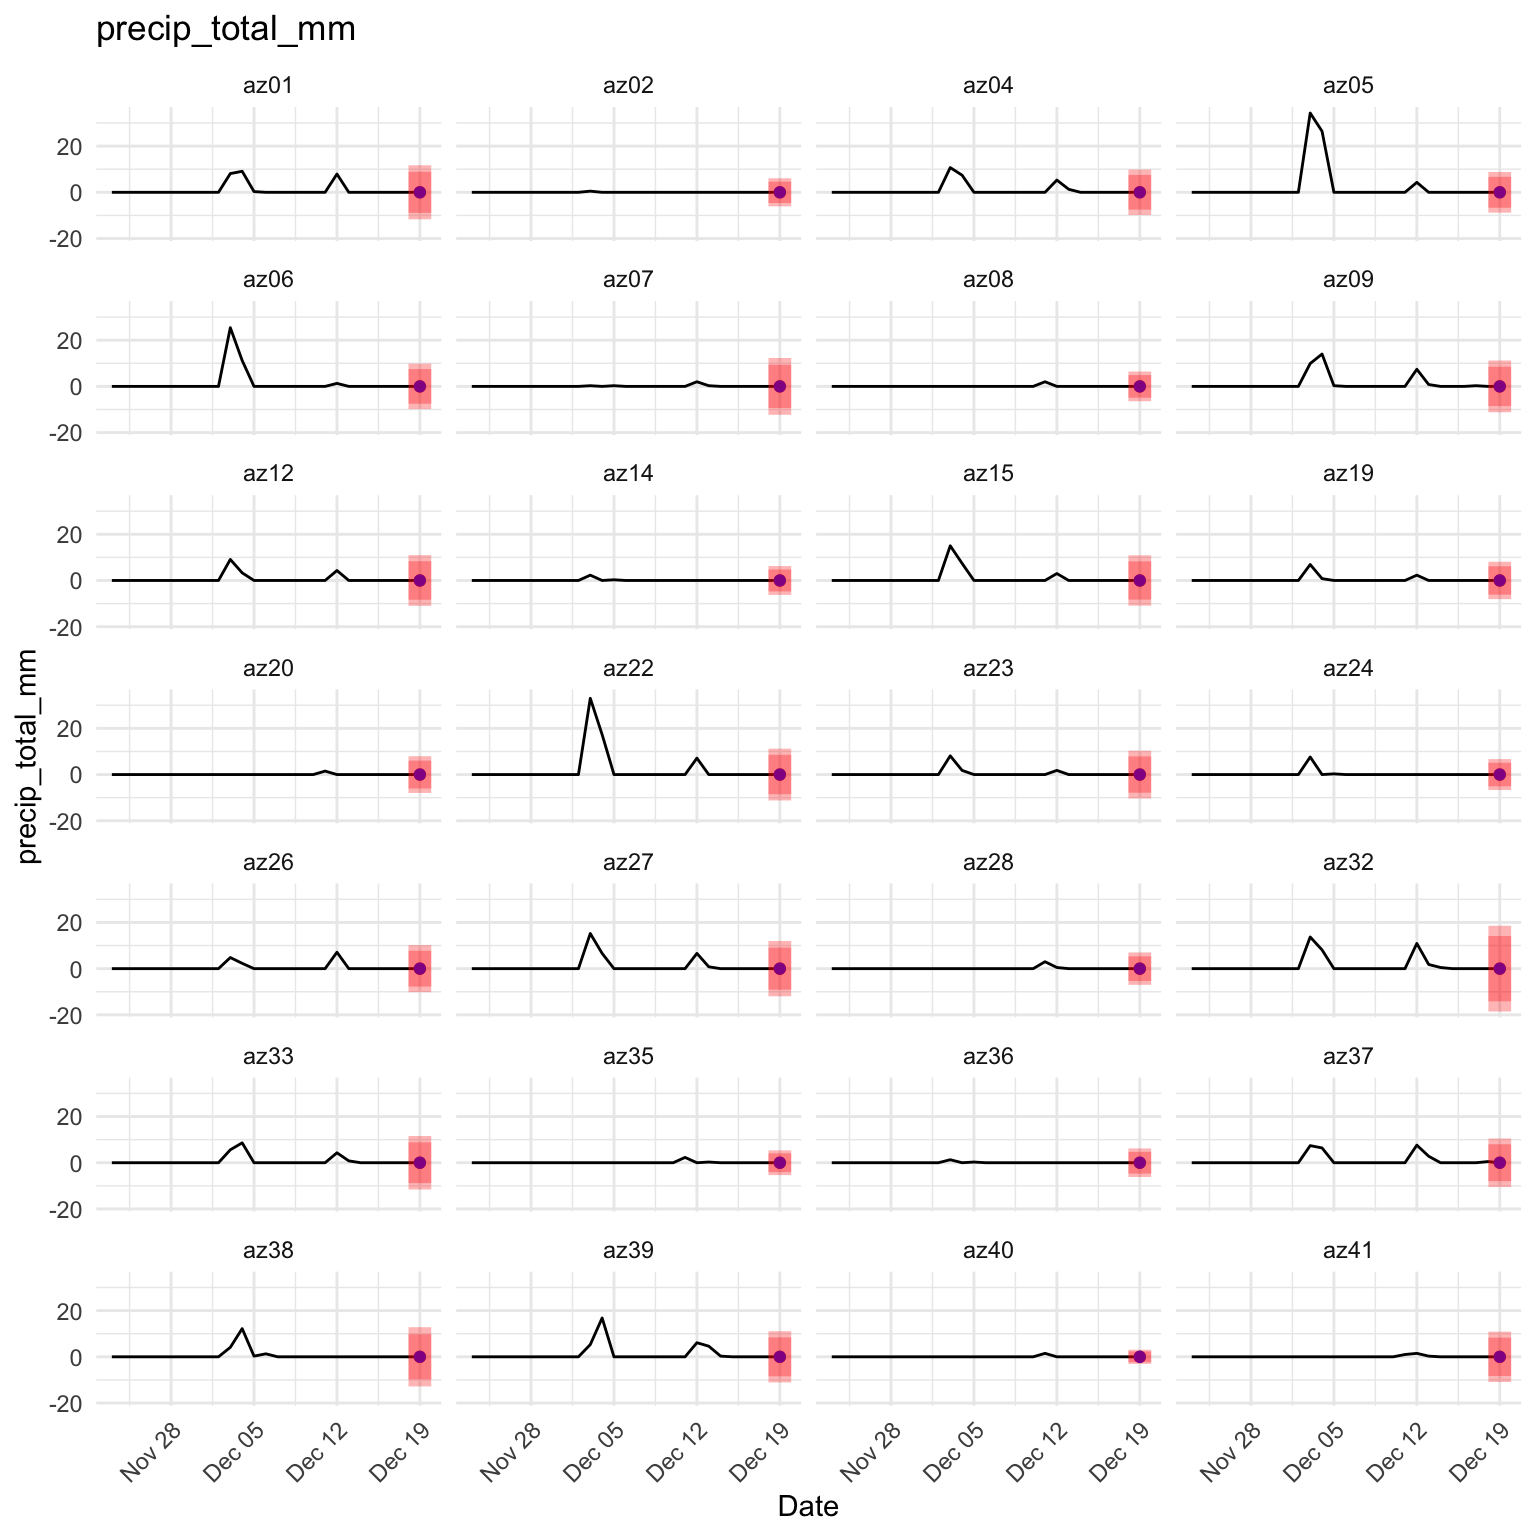 precip_total_mm
az01 az02 az04 az05
20
0
-20
az06 az07 az08 az09
20
0
-20
az12 az14 az15 az19
20
0
-20
az20 az22 az23 az24
20
0
-20
az26 az27 az28 az32
20
0
-20
az33 az35 az36 az37
20
0
-20
az38 az39 az40 az41
20
0
-20
precip_total_mm
Nov 28 Dec 05 Dec 12 Dec 19 Nov 28 Dec 05 Dec 12 Dec 19 Nov 28 Dec 05 Dec 12 Dec 19 Nov 28 Dec 05 Dec 12 Dec 19
Date